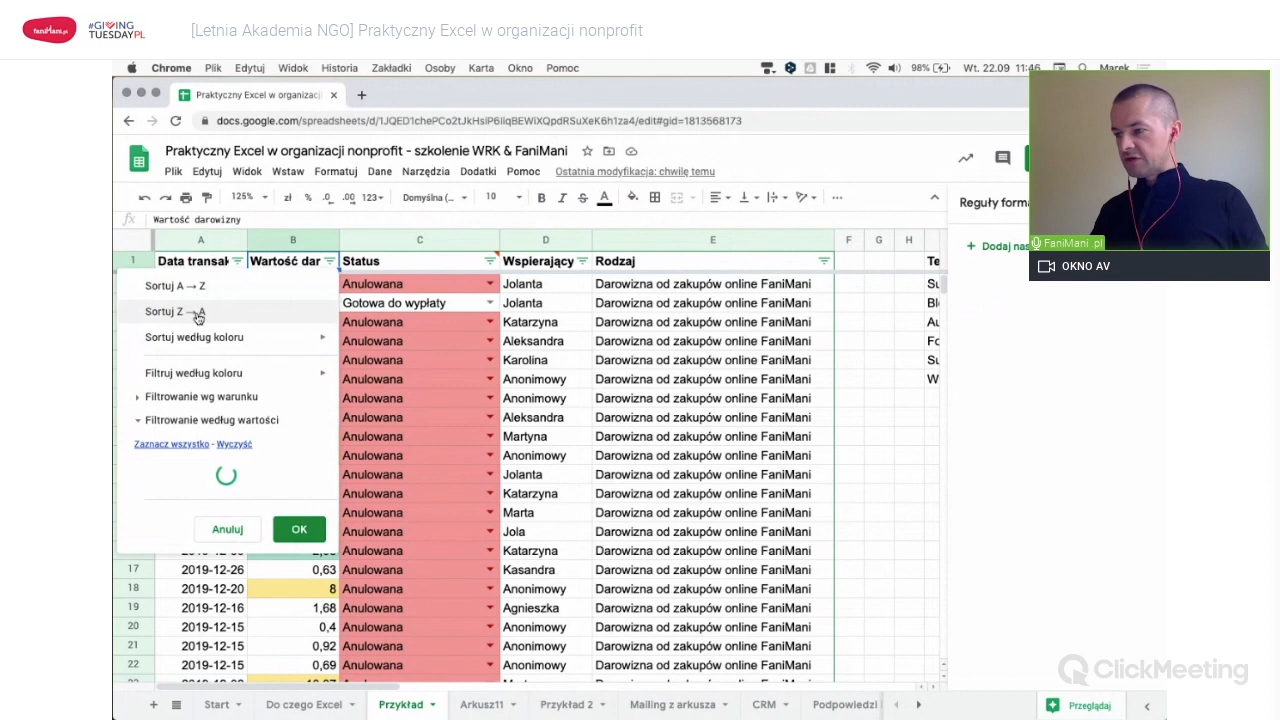 faniMani.pl
#GIVING
TUESDAYPL
[Letnia Akademia NGO] Praktyczny Excel w organizacji nonprofit
Chrome Plik Edytuj Widok Historia Zakładki Osoby Karta Okno Pomoc 98% Wt. 22.09 11:46 Marek
Praktyczny Excel w organizacj
docs.google.com/spreadsheets/d/
Praktyczny Excel w organizacji nonprofit - szkolenie WRK & FaniMani
Plik Edytuj Widok Wstaw Formatuj Dane Narzędzia Dodatki Pomoc Ostatnia modyfikacja: chwilę temu
125% zł % .0 .00 123 Domyślna (... 10 B I S A
fx Wartość darowizny
Reguły forma
+ Dodaj nas
FaniMani .pl
OKNO AV
A B C D E F G H
1 Data transak Wartość dar Status Wspierający Rodzaj Te
Anulowana Jolanta Darowizna od zakupów online FaniMani Su
Gotowa do wypłaty Jolanta Darowizna od zakupów online FaniMani Bl
Anulowana Katarzyna Darowizna od zakupów online FaniMani Au
Anulowana Aleksandra Darowizna od zakupów online FaniMani Fo
Anulowana Karolina Darowizna od zakupów online FaniMani Su
Anulowana Anonimowy Darowizna od zakupów online FaniMani W
Anulowana Anonimowy Darowizna od zakupów online FaniMani
Anulowana Aleksandra Darowizna od zakupów online FaniMani
Anulowana Martyna Darowizna od zakupów online FaniMani
Anulowana Anonimowy Darowizna od zakupów online FaniMani
Anulowana Jolanta Darowizna od zakupów online FaniMani
Anulowana Katarzyna Darowizna od zakupów online FaniMani
Anulowana Marta Darowizna od zakupów online FaniMani
Anulowana Jola Darowizna od zakupów online FaniMani
Anulowana Katarzyna Darowizna od zakupów online FaniMani
17 2019-12-26 0,63 Anulowana Kasandra Darowizna od zakupów online FaniMani
18 2019-12-20 8 Anulowana Anonimowy Darowizna od zakupów online FaniMani
19 2019-12-16 1,68 Anulowana Agnieszka Darowizna od zakupów online FaniMani
20 2019-12-15 0,4 Anulowana Anonimowy Darowizna od zakupów online FaniMani
21 2019-12-15 0,92 Anulowana Anonimowy Darowizna od zakupów online FaniMani
22 2019-12-15 0,69 Anulowana Anonimowy Darowizna od zakupów online FaniMani
Sortuj A → Z
Sortuj Z → A
Sortuj według koloru
Filtruj według koloru
Filtrowanie wg warunku
Filtrowanie według wartości
Zaznacz wszystko - Wyczyść
Anuluj OK
ClickMeeting
+ Start Do czego Excel Przykład Arkusz11 Przykład 2 Mailing z arkusza CRM Podpowiedzi Przeglądaj